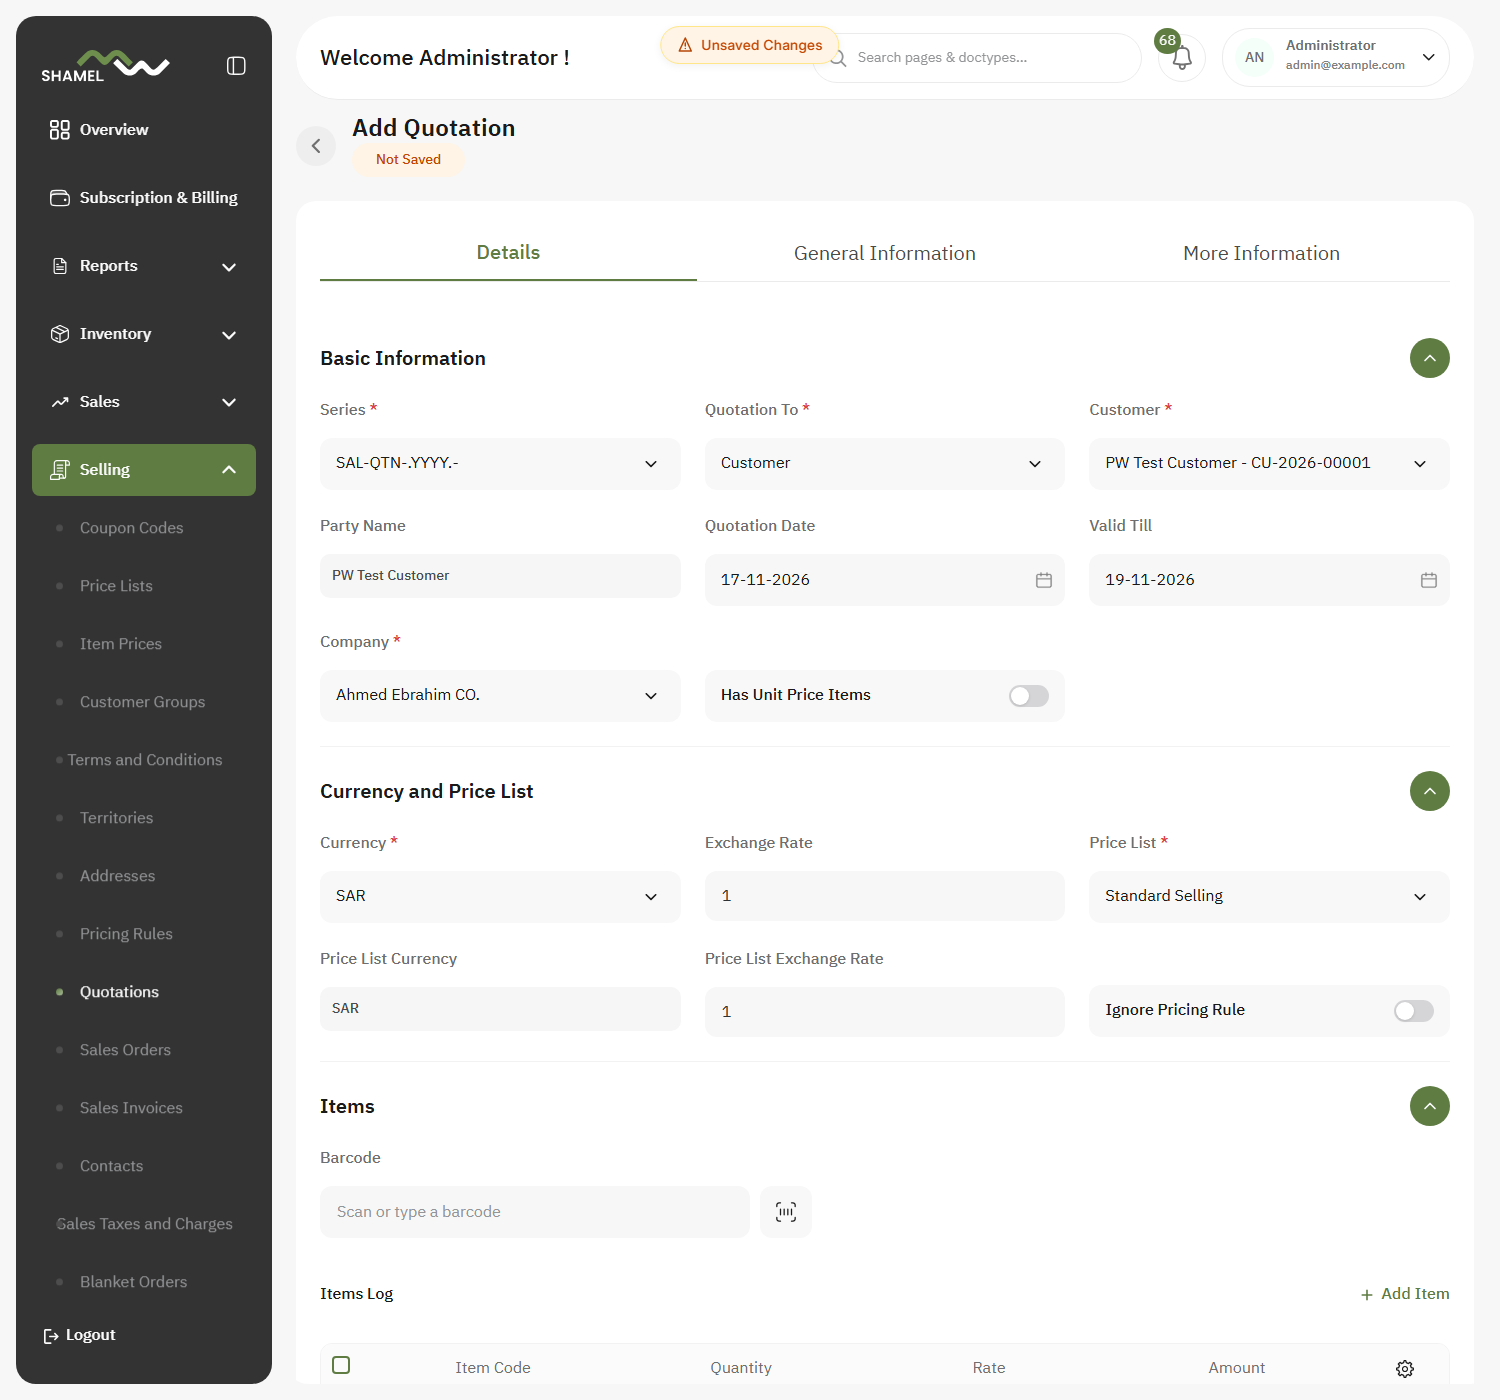 SHAMEL
Overview
Subscription & Billing
Reports
Inventory
Sales
Selling
Coupon Codes
Price Lists
Item Prices
Customer Groups
Terms and Conditions
Territories
Addresses
Pricing Rules
Quotations
Sales Orders
Sales Invoices
Contacts
Sales Taxes and Charges
Blanket Orders
Logout
Welcome Administrator !
Unsaved Changes
Search pages & doctypes...
68
AN
Administrator
admin@example.com
Add Quotation
Not Saved
Details
General Information
More Information
Basic Information
Series *
Quotation To *
Customer *
SAL-QTN-.YYYY.-
Customer
PW Test Customer - CU-2026-00001
Party Name
Quotation Date
Valid Till
PW Test Customer
17-11-2026
19-11-2026
Company *
Ahmed Ebrahim CO.
Has Unit Price Items
Currency and Price List
Currency *
Exchange Rate
Price List *
SAR
1
Standard Selling
Price List Currency
Price List Exchange Rate
SAR
1
Ignore Pricing Rule
Items
Barcode
Scan or type a barcode
Items Log
+ Add Item
Item Code
Quantity
Rate
Amount